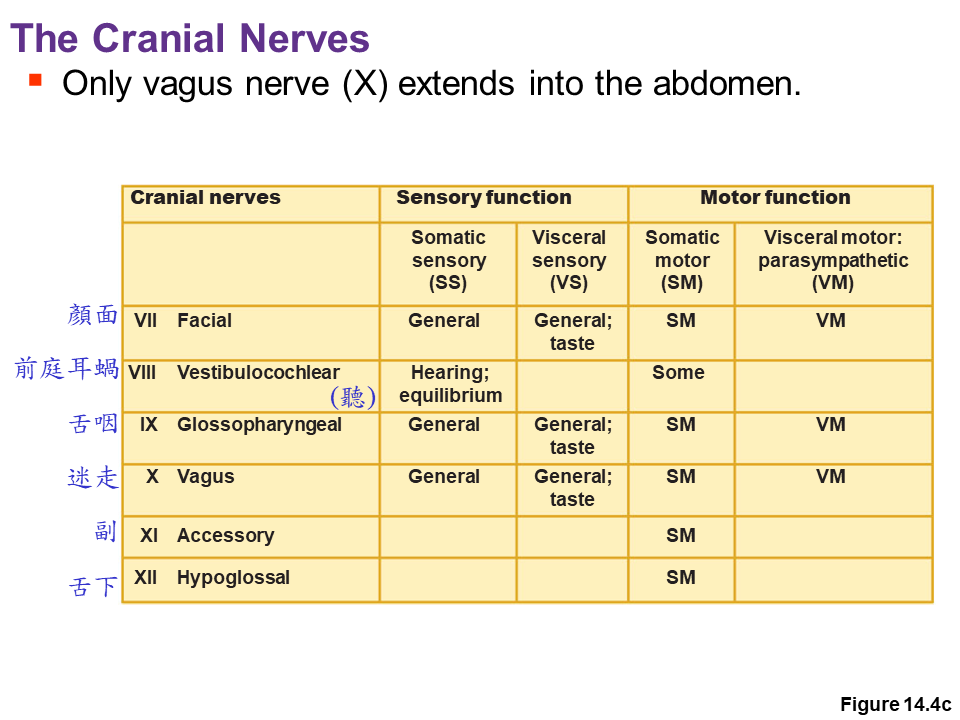 The Cranial Nerves
Only vagus nerve (X) extends into the abdomen.
Cranial nerves Sensory function Motor function
Somatic sensory (SS) Visceral sensory (VS) Somatic motor (SM) Visceral motor: parasympathetic (VM)
顏面 VII Facial General General; taste SM VM
前庭耳蝸 VIII Vestibulocochlear (聽) Hearing; equilibrium Some
舌咽 IX Glossopharyngeal General General; taste SM VM
迷走 X Vagus General General; taste SM VM
副 XI Accessory SM
舌下 XII Hypoglossal SM
Figure 14.4c